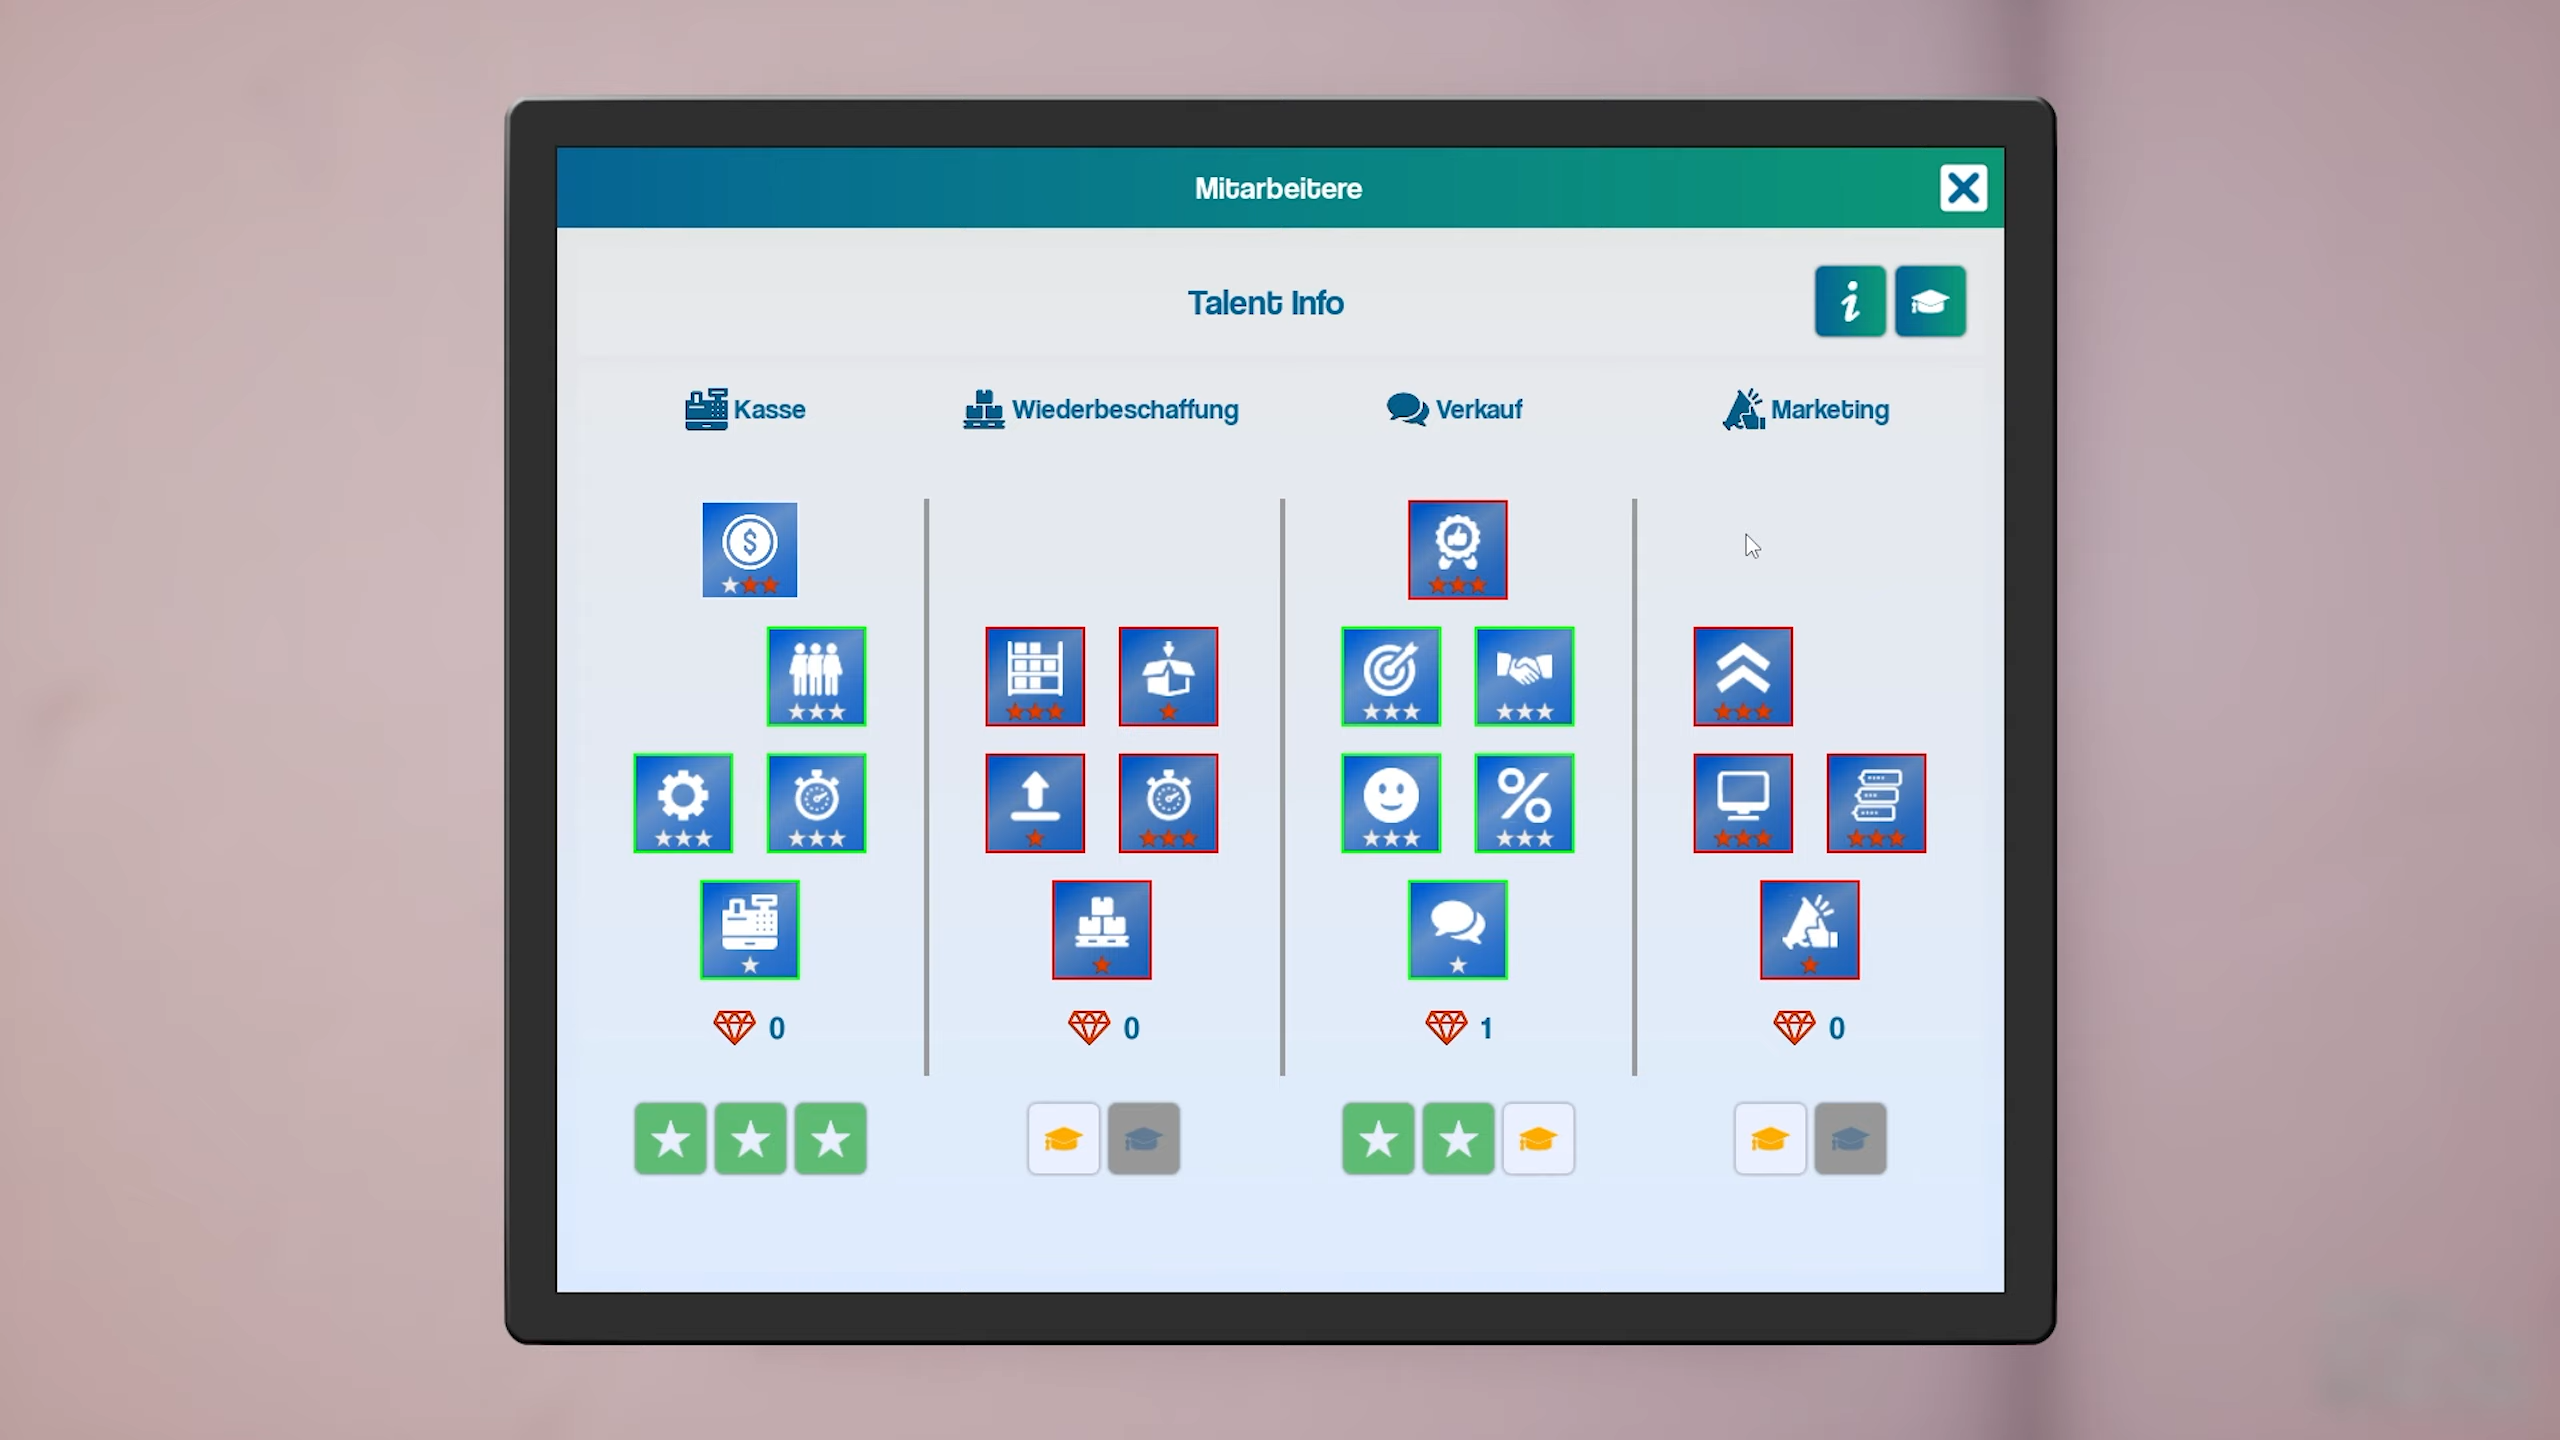 Mitarbeitere
Talent Info
Kasse
Wiederbeschaffung
Verkauf
Marketing
0
0
1
0